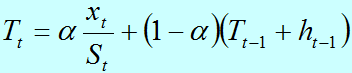 T_t = α x_t / S_t + (1 − α)(T_{t−1} + h_{t−1})